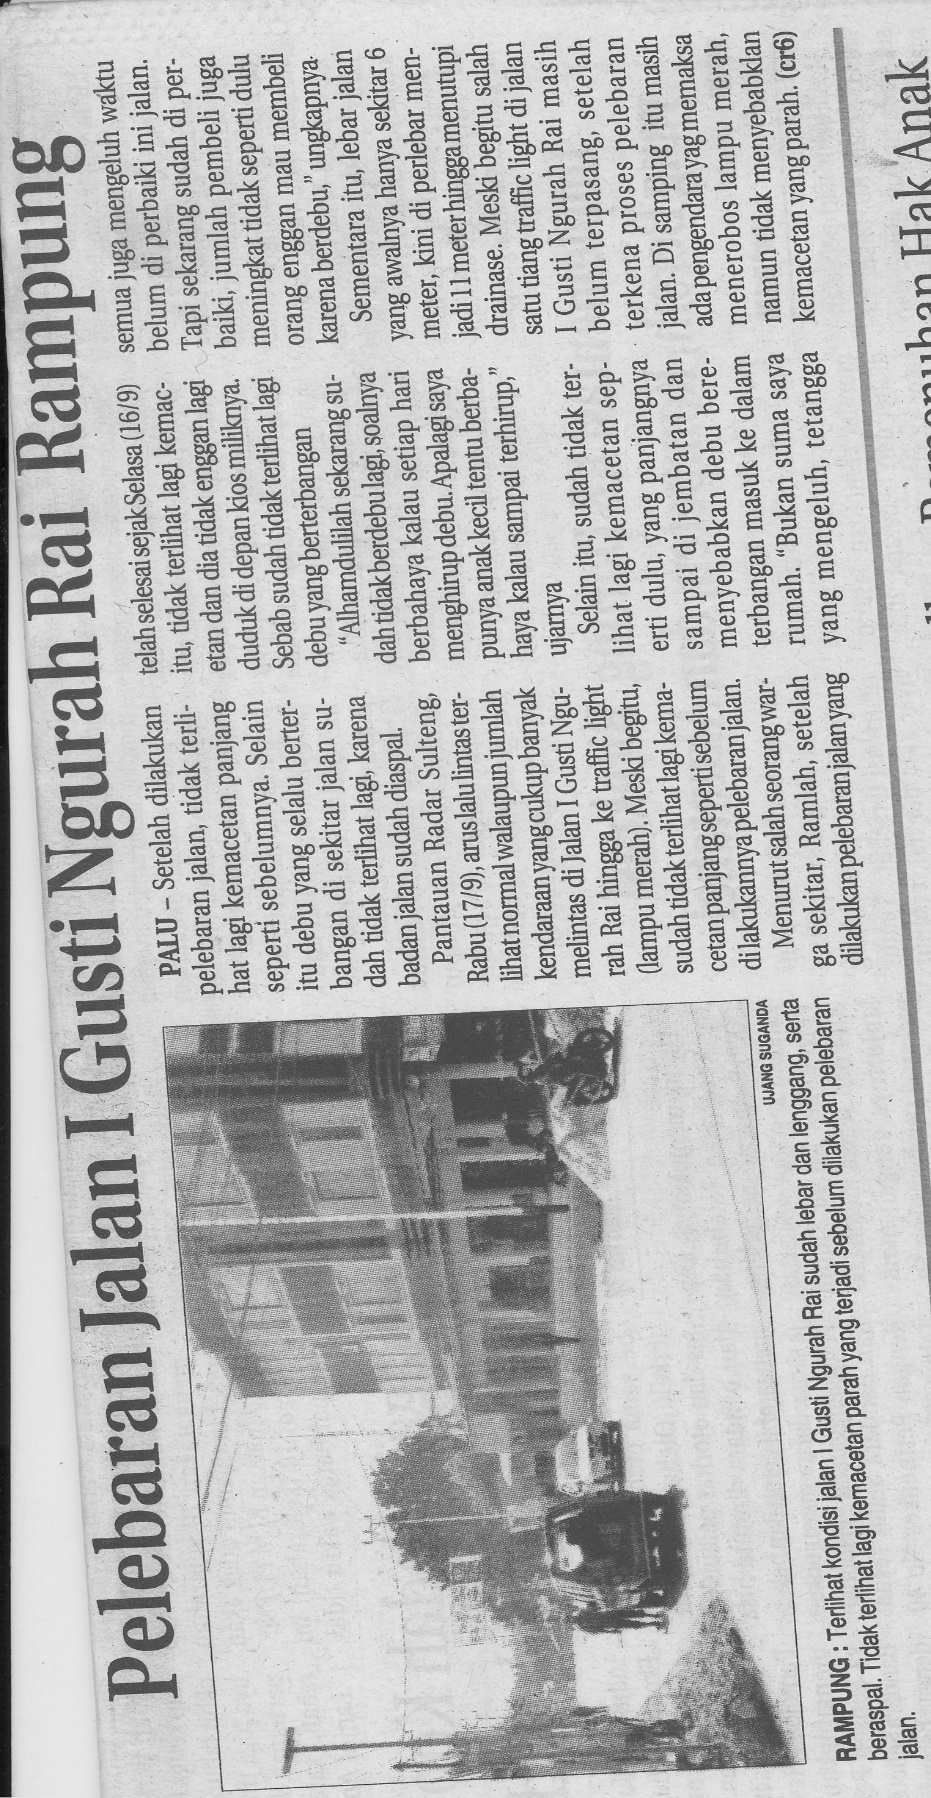 Pelebaran Jalan I Gusti Ngurah Rai Rampung
UJANG SUGANDA
RAMPUNG : Terlihat kondisi jalan I Gusti Ngurah Rai sudah lebar dan lenggang, serta
beraspal. Tidak terlihat lagi kemacetan parah yang terjadi sebelum dilakukan pelebaran
jalan.
PALU – Setelah dilakukan
pelebaran jalan, tidak terli-
hat lagi kemacetan panjang
seperti sebelumnya. Selain
itu debu yang selalu berter-
bangan di sekitar jalan su-
dah tidak terlihat lagi, karena
badan jalan sudah diaspal.
Pantauan Radar Sulteng,
Rabu (17/9), arus lalu lintas ter-
lihat normal walaupun jumlah
kendaraan yang cukup banyak
melintas di Jalan I Gusti Ngu-
rah Rai hingga ke traffic light
(lampu merah). Meski begitu,
sudah tidak terlihat lagi kema-
cetan panjang seperti sebelum
di lakukannya pelebaran jalan.
Menurut salah seorang war-
ga sekitar, Ramlah, setelah
dilakukan pelebaran jalan yang
telah selesai sejak Selasa (16/9)
itu, tidak terlihat lagi kemac-
etan dan dia tidak enggan lagi
duduk di depan kios miliknya.
Sebab sudah tidak terlihat lagi
debu yang berterbangan
“Alhamdulilah sekarang su-
dah tidak berdebu lagi, soalnya
berbahaya kalau setiap hari
menghirup debu. Apalagi saya
punya anak kecil tentu berba-
haya kalau sampai terhirup,”
ujarnya
Selain itu, sudah tidak ter-
lihat lagi kemacetan sep-
erti dulu, yang panjangnya
sampai di jembatan dan
menyebabkan debu bere-
terbangan masuk ke dalam
rumah. “Bukan suma saya
yang mengeluh, tetangga
semua juga mengeluh waktu
belum di perbaiki ini jalan.
Tapi sekarang sudah di per-
baiki, jumlah pembeli juga
meningkat tidak seperti dulu
orang enggan mau membeli
karena berdebu,” ungkapnya.
Sementara itu, lebar jalan
yang awalnya hanya sekitar 6
meter, kini di perlebar men-
jadi 11 meter hingga menutupi
drainase. Meski begitu salah
satu tiang traffic light di jalan
I Gusti Ngurah Rai masih
belum terpasang, setelah
terkena proses pelebaran
jalan. Di samping itu masih
ada pengendara yag memaksa
menerobos lampu merah,
namun tidak menyebabklan
kemacetan yang parah. (cr6)
Hak Anak